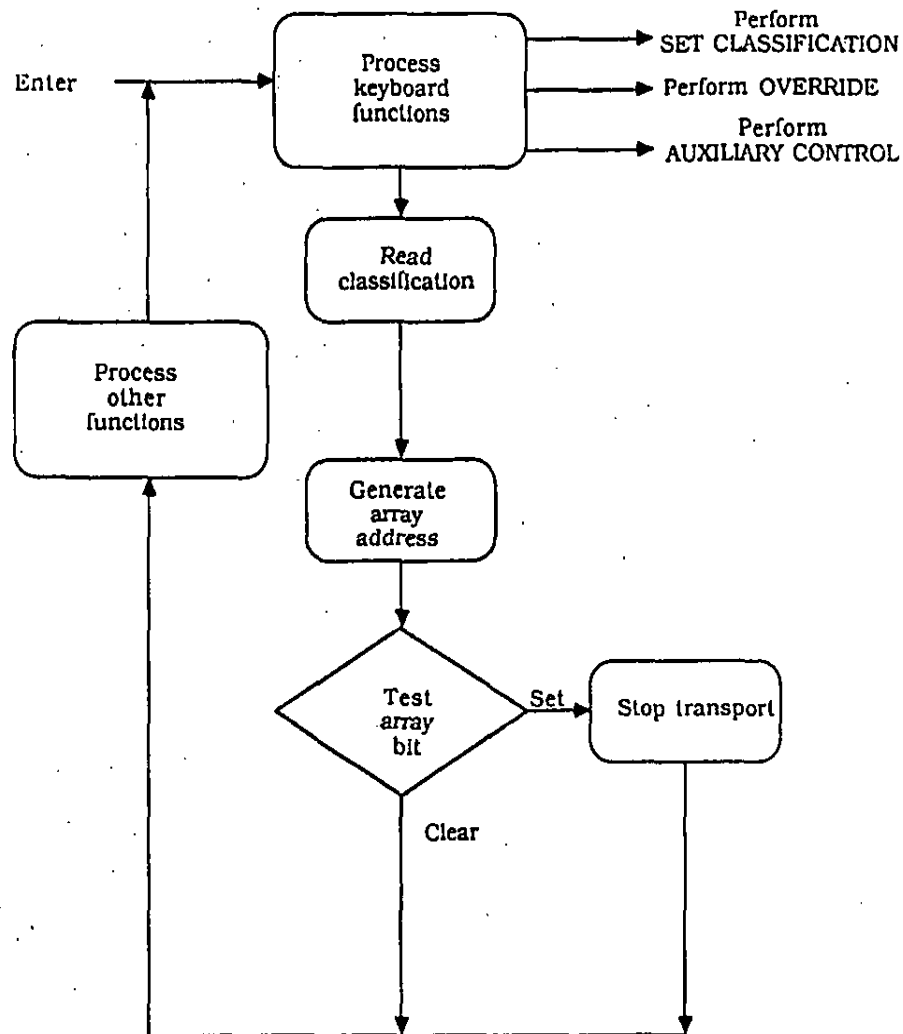 Perform
SET CLASSIFICATION
Enter
Process
keyboard
functions
Perform OVERRIDE
Perform
AUXILIARY CONTROL
Read
classification
Process
other
functions
Generate
array
address
Test
array
bit
Set
Stop transport
Clear